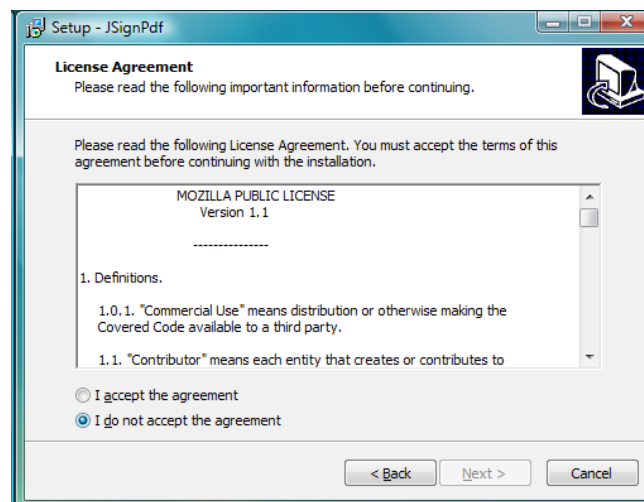 Setup - JSignPdf
License Agreement
Please read the following important information before continuing.
Please read the following License Agreement. You must accept the terms of this
agreement before continuing with the installation.
MOZILLA PUBLIC LICENSE
Version 1.1
---------------
1. Definitions.
1.0.1. "Commercial Use" means distribution or otherwise making the
Covered Code available to a third party.
1.1. "Contributor" means each entity that creates or contributes to
I accept the agreement
I do not accept the agreement
< Back
Next >
Cancel